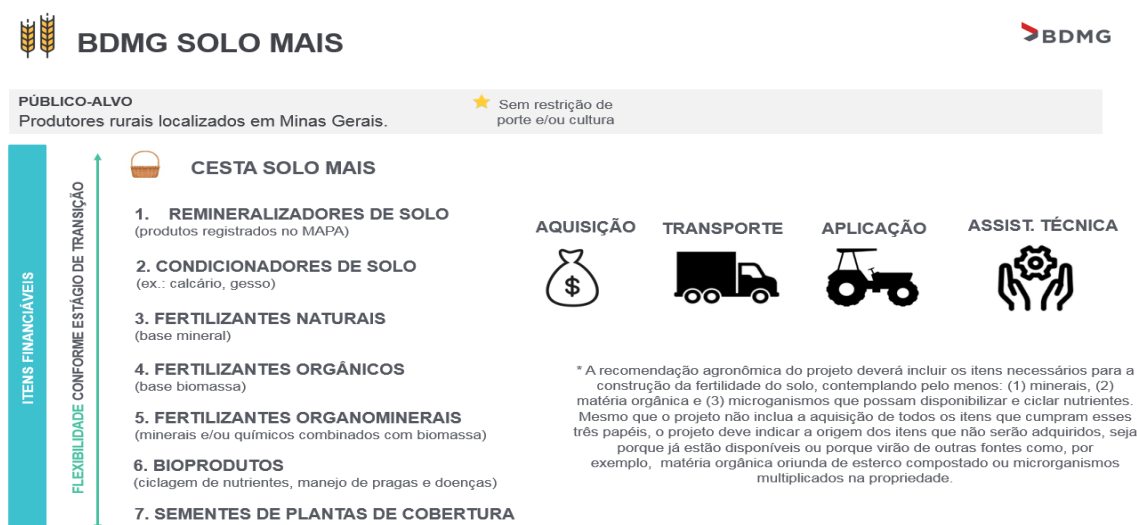 BDMG SOLO MAIS
BDMG
PÚBLICO-ALVO
Produtores rurais localizados em Minas Gerais.
Sem restrição de
porte e/ou cultura
ITENS FINANCIÁVEIS
FLEXIBILIDADE CONFORME ESTÁGIO DE TRANSIÇÃO
CESTA SOLO MAIS
1. REMINERALIZADORES DE SOLO
(produtos registrados no MAPA)
2. CONDICIONADORES DE SOLO
(ex.: calcário, gesso)
3. FERTILIZANTES NATURAIS
(base mineral)
4. FERTILIZANTES ORGÂNICOS
(base biomassa)
5. FERTILIZANTES ORGANOMINERAIS
(minerais e/ou químicos combinados com biomassa)
6. BIOPRODUTOS
(ciclagem de nutrientes, manejo de pragas e doenças)
7. SEMENTES DE PLANTAS DE COBERTURA
AQUISIÇÃO
TRANSPORTE
APLICAÇÃO
ASSIST. TÉCNICA
$
* A recomendação agronômica do projeto deverá incluir os itens necessários para a
construção da fertilidade do solo, contemplando pelo menos: (1) minerais, (2)
matéria orgânica e (3) microganismos que possam disponibilizar e ciclar nutrientes.
Mesmo que o projeto não inclua a aquisição de todos os itens que cumpram esses
três papéis, o projeto deve indicar a origem dos itens que não serão adquiridos, seja
porque já estão disponíveis ou porque virão de outras fontes como, por
exemplo, matéria orgânica oriunda de esterco compostado ou microrganismos
multiplicados na propriedade.